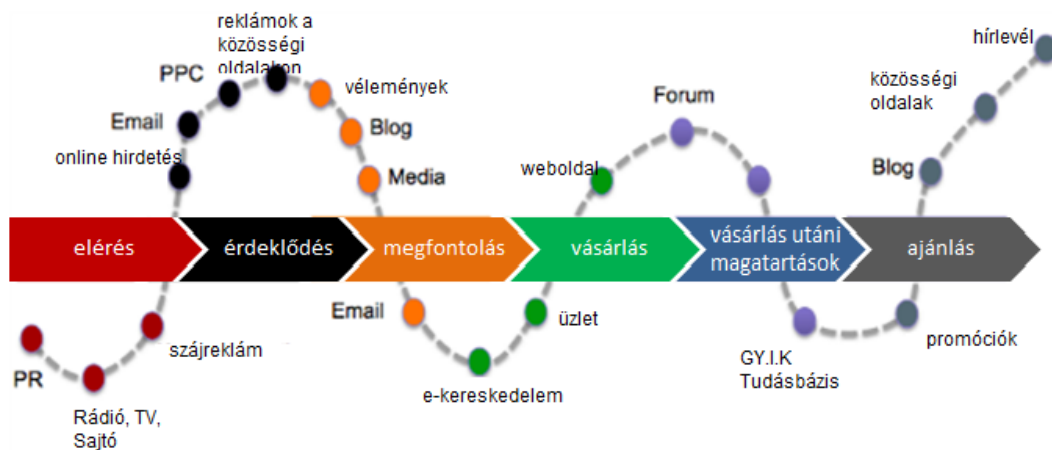 reklámok a
közösségi
oldalakon
PPC
vélemények
Email
Blog
online hirdetés
Media
weboldal
Forum
hírlevél
közösségi
oldalak
Blog
elérés
érdeklődés
megfontolás
vásárlás
vásárlás utáni
magatartások
ajánlás
PR
Rádió, TV,
Sajtó
szájreklám
Email
e-kereskedelem
üzlet
GY.I.K
Tudásbázis
promóciók